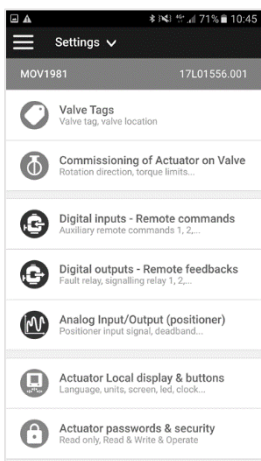 71% 10:45
Settings
MOV1981 17L01556.001
Valve Tags
Valve tag, valve location
Commissioning of Actuator on Valve
Rotation direction, torque limits...
Digital inputs - Remote commands
Auxiliary remote commands 1, 2,...
Digital outputs - Remote feedbacks
Fault relay, signalling relay 1, 2,...
Analog Input/Output (positioner)
Positioner input signal, deadband...
Actuator Local display & buttons
Language, units, screen, led, clock...
Actuator passwords & security
Read only, Read & Write & Operate